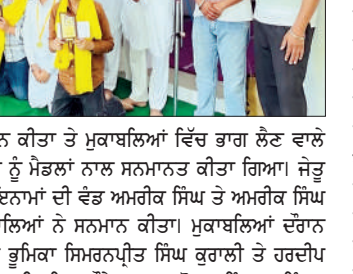 ਕੀਤਾ ਤੇ ਮੁਕਾਬਲਿਆਂ ਵਿੱਚ ਭਾਗ ਲੈਣ ਵਾਲੇ
ਨੂੰ ਮੈਡਲਾਂ ਨਾਲ ਸਨਮਾਨਤ ਕੀਤਾ ਗਿਆ। ਜੇਤੂ
ਇਨਾਮਾਂ ਦੀ ਵੰਡ ਅਮਰੀਕ ਸਿੰਘ ਤੇ ਅਮਰੀਕ ਸਿੰਘ
ਨੇ ਸਨਮਾਨ ਕੀਤਾ। ਮੁਕਾਬਲਿਆਂ ਦੌਰਾਨ
ਭੂਮਿਕਾ ਸਿਮਰਨਪ੍ਰੀਤ ਸਿੰਘ ਕੁਰਾਲੀ ਤੇ ਹਰਦੀਪ